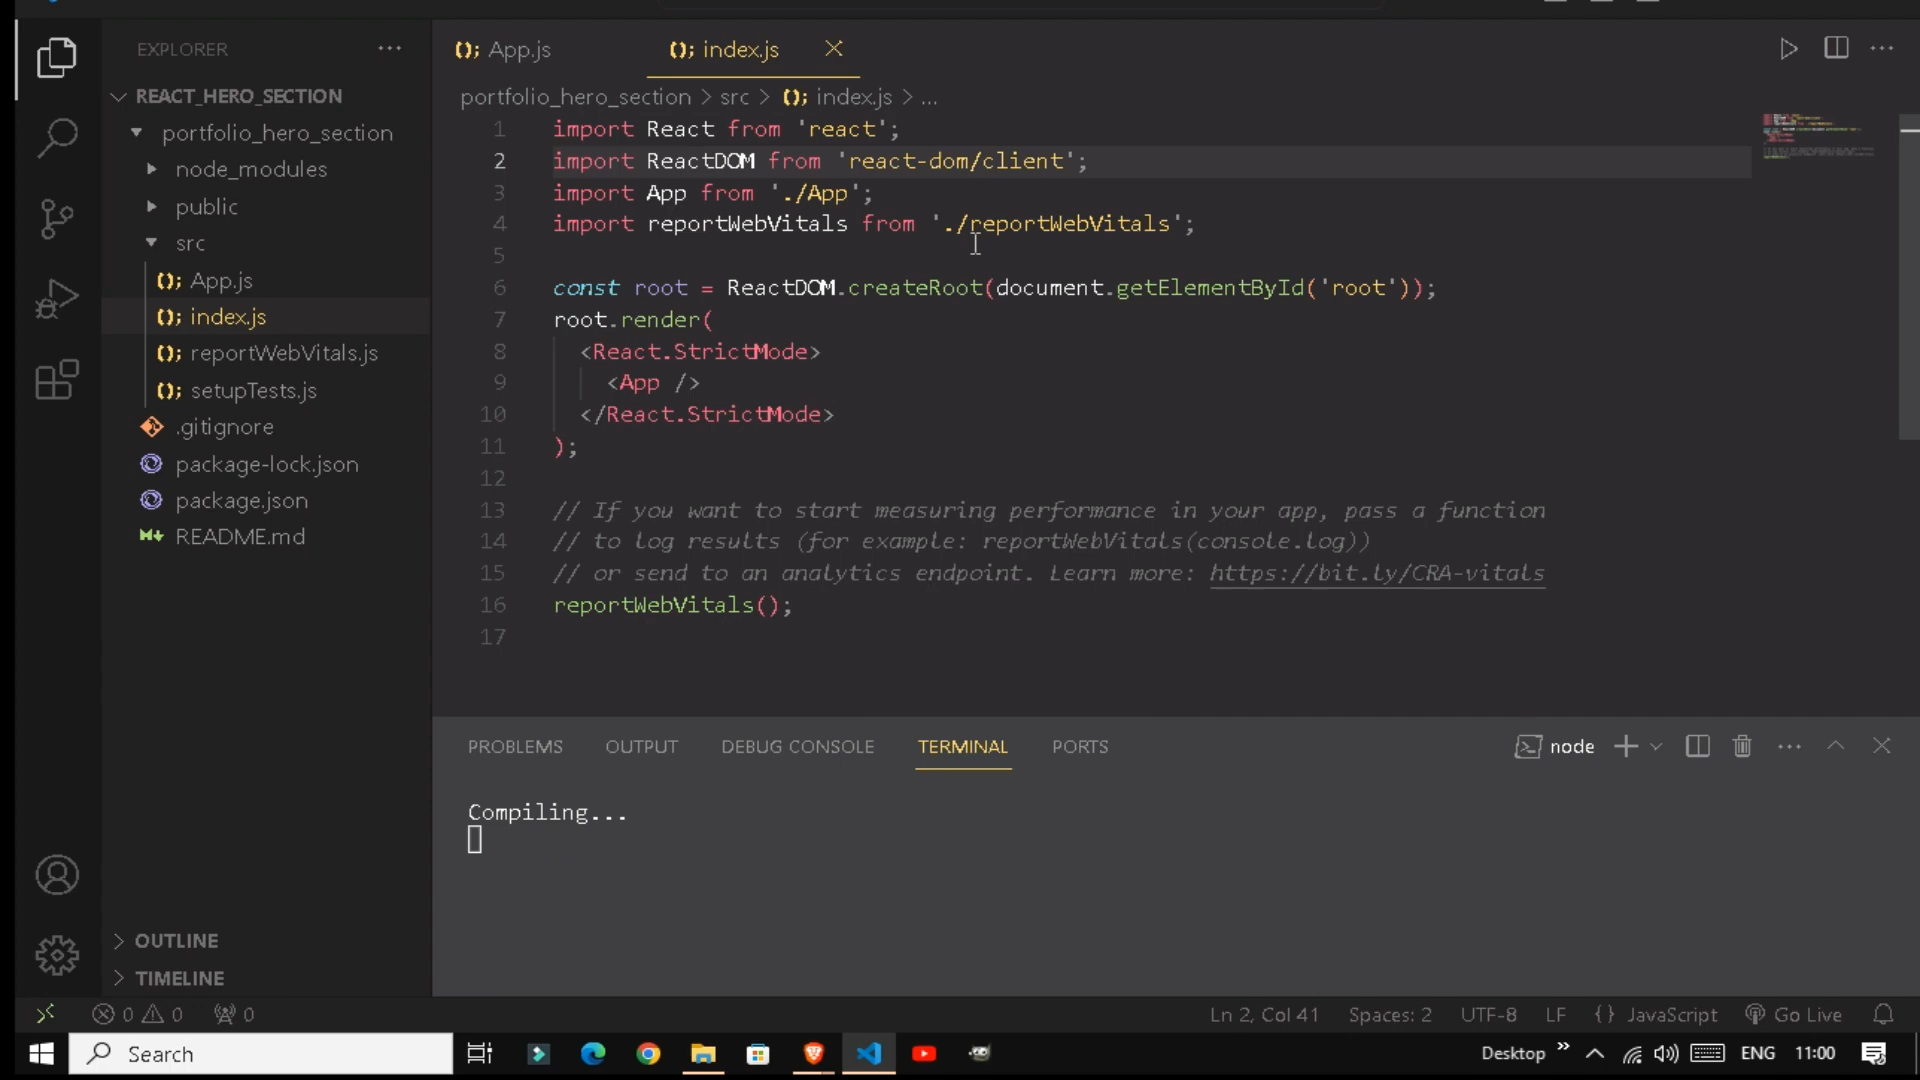 EXPLORER
REACT_HERO_SECTION
portfolio_hero_section
node_modules
public
src
App.js
index.js
reportWebVitals.js
setupTests.js
.gitignore
package-lock.json
package.json
README.md
OUTLINE
TIMELINE
App.js
index.js
portfolio_hero_section > src > index.js > ...
1 import React from 'react';
2 import ReactDOM from 'react-dom/client';
3 import App from './App';
4 import reportWebVitals from './reportWebVitals';
5
6 const root = ReactDOM.createRoot(document.getElementById('root'));
7 root.render(
8 <React.StrictMode>
9 <App />
10 </React.StrictMode>
11 );
12
13 // If you want to start measuring performance in your app, pass a function
14 // to log results (for example: reportWebVitals(console.log))
15 // or send to an analytics endpoint. Learn more: https://bit.ly/CRA-vitals
16 reportWebVitals();
17
PROBLEMS OUTPUT DEBUG CONSOLE TERMINAL PORTS
node
Compiling...
0 0 0
Ln 2, Col 41 Spaces: 2 UTF-8 LF {} JavaScript Go Live
Search
Desktop ENG 11:00